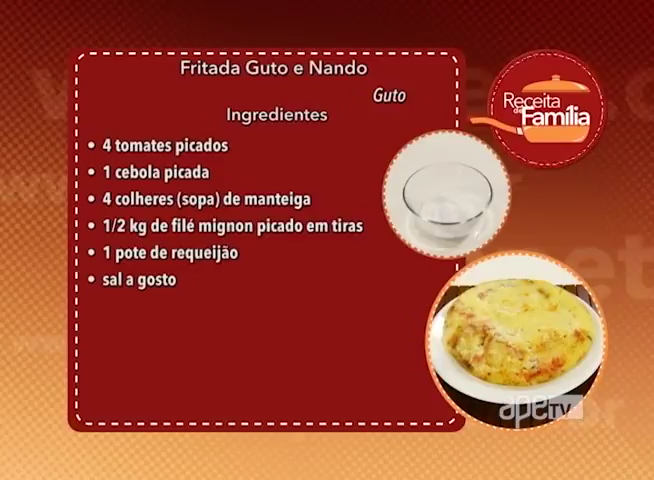 Fritada Guto e Nando
Guto
Ingredientes
• 4 tomates picados
• 1 cebola picada
• 4 colheres (sopa) de manteiga
• 1/2 kg de filé mignon picado em tiras
• 1 pote de requeijão
• sal a gosto
Receita
de Família
apeTV